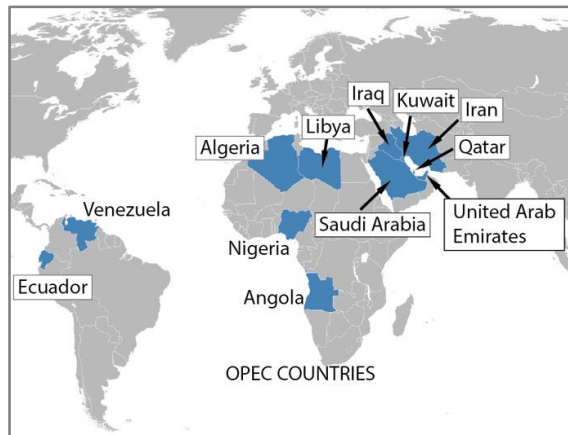 Iraq
Kuwait
Iran
Libya
Algeria
Qatar
Venezuela
Saudi Arabia
United Arab
Emirates
Nigeria
Ecuador
Angola
OPEC COUNTRIES